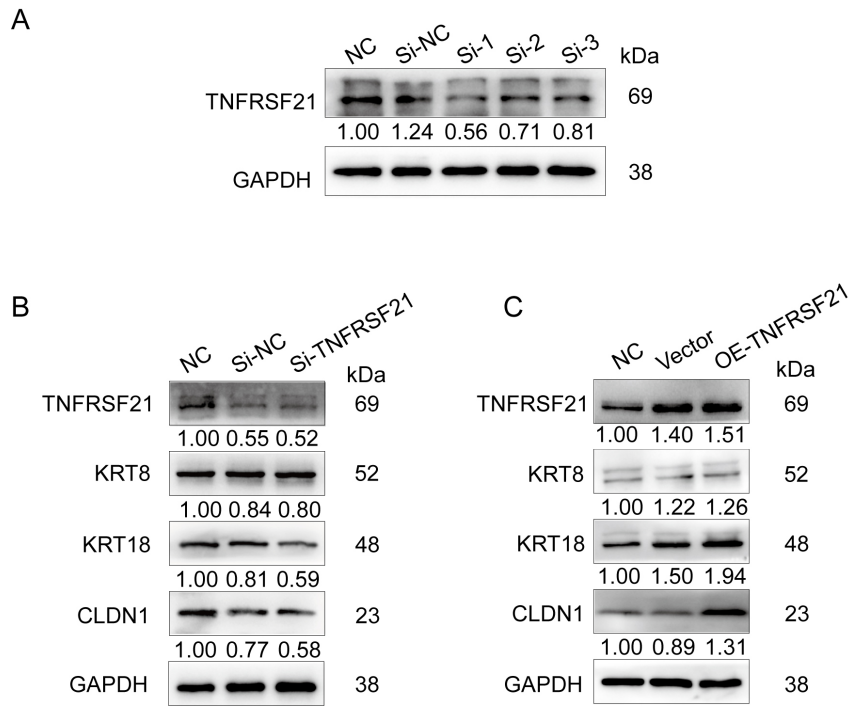 A
NC Si-NC Si-1 Si-2 Si-3 kDa
TNFRSF21 69
1.00 1.24 0.56 0.71 0.81
GAPDH 38
B
NC Si-NC Si-TNFRSF21 kDa
TNFRSF21 69
1.00 0.55 0.52
KRT8 52
1.00 0.84 0.80
KRT18 48
1.00 0.81 0.59
CLDN1 23
1.00 0.77 0.58
GAPDH 38
C
NC Vector OE-TNFRSF21 kDa
TNFRSF21 69
1.00 1.40 1.51
KRT8 52
1.00 1.22 1.26
KRT18 48
1.00 1.50 1.94
CLDN1 23
1.00 0.89 1.31
GAPDH 38